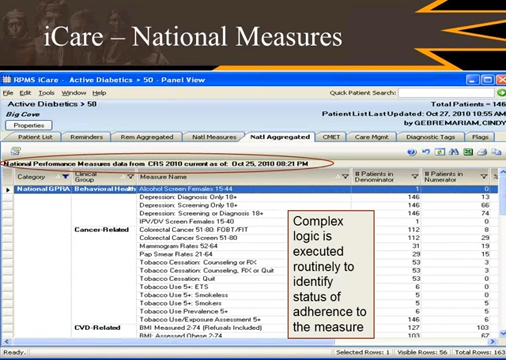 iCare – National Measures
RPMS iCare - Active Diabetics > 50 - Panel View
File Edit Tools Window Help Quick Patient Search:
Active Diabetics > 50 Total Patients = 146
Big Cove Patient List Last Updated: Oct 27, 2010 10:55 AM
by GEBREMARIAM, CINDY
Properties
Patient List Reminders Rem Aggregated Natl Measures Natl Aggregated CMET Care Mgmt Diagnostic Tags Flags
National Performance Measures data from CRS 2010 current as of: Oct 25, 2010 08:21 PM
Category Clinical Group Measure Name # Patients in Denominator # Patients in Numerator
National GPRA Behavioral Health Alcohol Screen Females 15-44 1 0
Depression: Diagnosis Only 18+ 146 13
Depression: Screening Only 18+ 146 66
Depression: Screening or Diagnosis 18+ 146 74
IPV/DV Screen Females 15-40 1 0
Cancer-Related Colorectal Cancer 51-80: FOBT/FIT 112 8
Colorectal Cancer Screen 51-80 112 29
Mammogram Rates 52-64 31 19
Pap Smear Rates 21-64 29 15
Tobacco Cessation: Counseling or RX 53 3
Tobacco Cessation: Counseling, RX or Quit 53 3
Tobacco Cessation: Quit 53 0
Tobacco Use 5+: ETS 6 0
Tobacco Use 5+: Smokeless 5 0
Tobacco Use 5+: Smokers 5 5
Tobacco Use Prevalence 5+ 6 5
Tobacco Use/Exposure Assessment 5+ 146 6
CVD-Related BMI Measured 2-74 (Refusals Included) 127 103
BMI: Assessed Obese 2-74 103 62
Complex
logic is
executed
routinely to
identify
status of
adherence to
the measure
Ready. Selected Rows: 1 Visible Rows: 56 Total Rows: 163